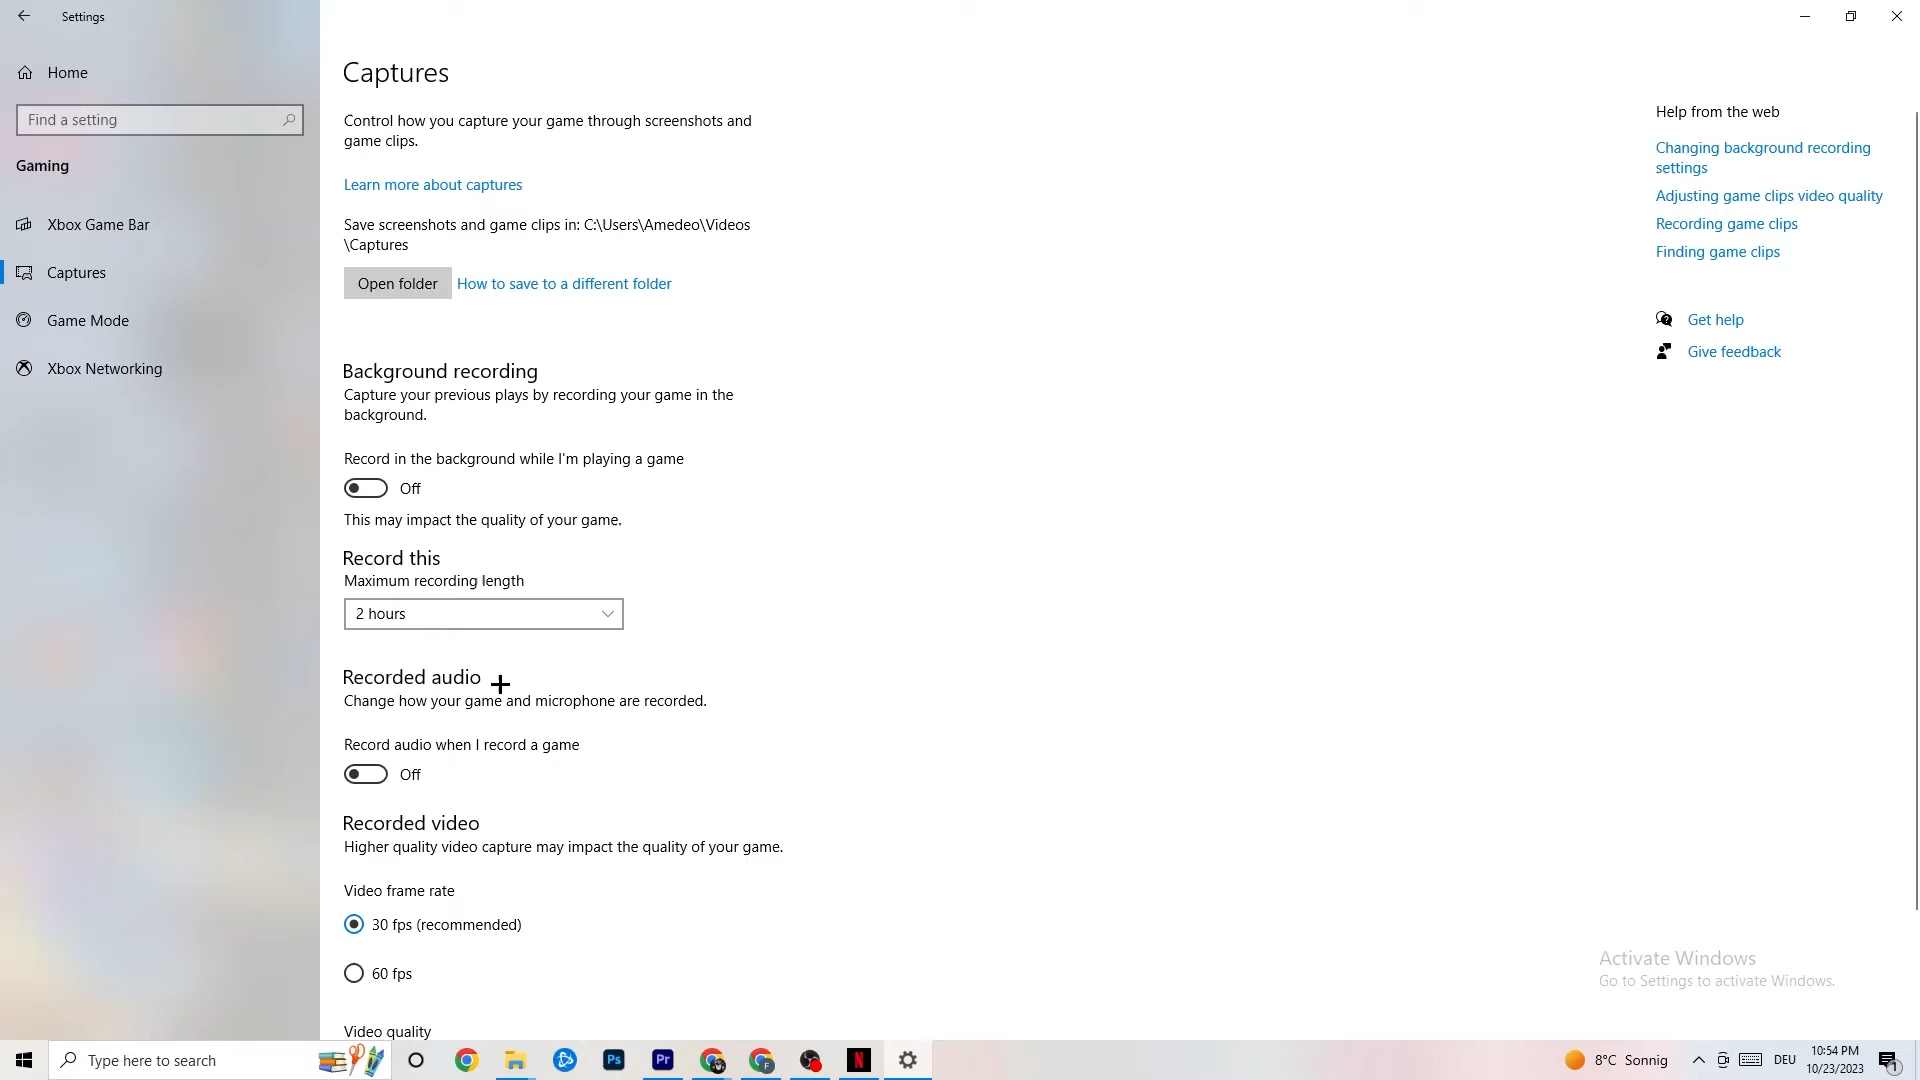 Settings
Home
Find a setting
Gaming
Xbox Game Bar
Captures
Game Mode
Xbox Networking
Captures
Control how you capture your game through screenshots and
game clips.
Learn more about captures
Save screenshots and game clips in: C:\Users\Amedeo\Videos
\Captures
Open folder
How to save to a different folder
Background recording
Capture your previous plays by recording your game in the
background.
Record in the background while I'm playing a game
Off
This may impact the quality of your game.
Record this
Maximum recording length
2 hours
Recorded audio
Change how your game and microphone are recorded.
Record audio when I record a game
Off
Recorded video
Higher quality video capture may impact the quality of your game.
Video frame rate
30 fps (recommended)
60 fps
Video quality
Help from the web
Changing background recording
settings
Adjusting game clips video quality
Recording game clips
Finding game clips
Get help
Give feedback
Activate Windows
Go to Settings to activate Windows.
Type here to search
Ps
Pr
F
N
8°C Sonnig
DEU
10:54 PM
10/23/2023
1